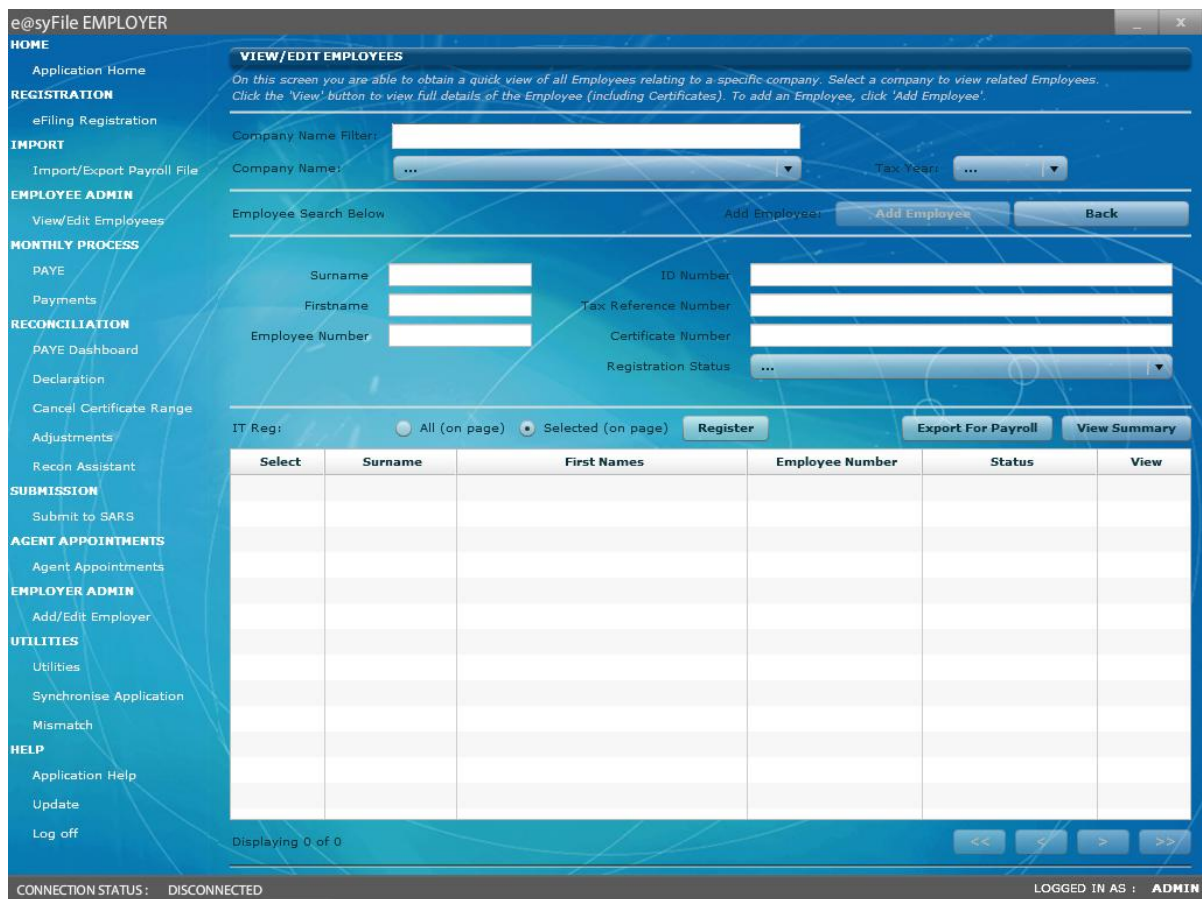 e@syFile EMPLOYER
_ x
HOME
Application Home
REGISTRATION
eFiling Registration
IMPORT
Import/Export Payroll File
EMPLOYEE ADMIN
View/Edit Employees
MONTHLY PROCESS
PAYE
Payments
RECONCILIATION
PAYE Dashboard
Declaration
Cancel Certificate Range
Adjustments
Recon Assistant
SUBMISSION
Submit to SARS
AGENT APPOINTMENTS
Agent Appointments
EMPLOYER ADMIN
Add/Edit Employer
UTILITIES
Utilities
Synchronise Application
Mismatch
HELP
Application Help
Update
Log off
VIEW/EDIT EMPLOYEES
On this screen you are able to obtain a quick view of all Employees relating to a specific company. Select a company to view related Employees.
Click the 'View' button to view full details of the Employee (including Certificates). To add an Employee, click 'Add Employee'.
Company Name Filter:
Company Name: ... Tax Year: ...
Employee Search Below Add Employee: Add Employee Back
Surname ID Number
Firstname Tax Reference Number
Employee Number Certificate Number
Registration Status ...
IT Reg: All (on page) Selected (on page) Register Export For Payroll View Summary
Select Surname First Names Employee Number Status View
Displaying 0 of 0 << < > >>
CONNECTION STATUS : DISCONNECTED LOGGED IN AS : ADMIN